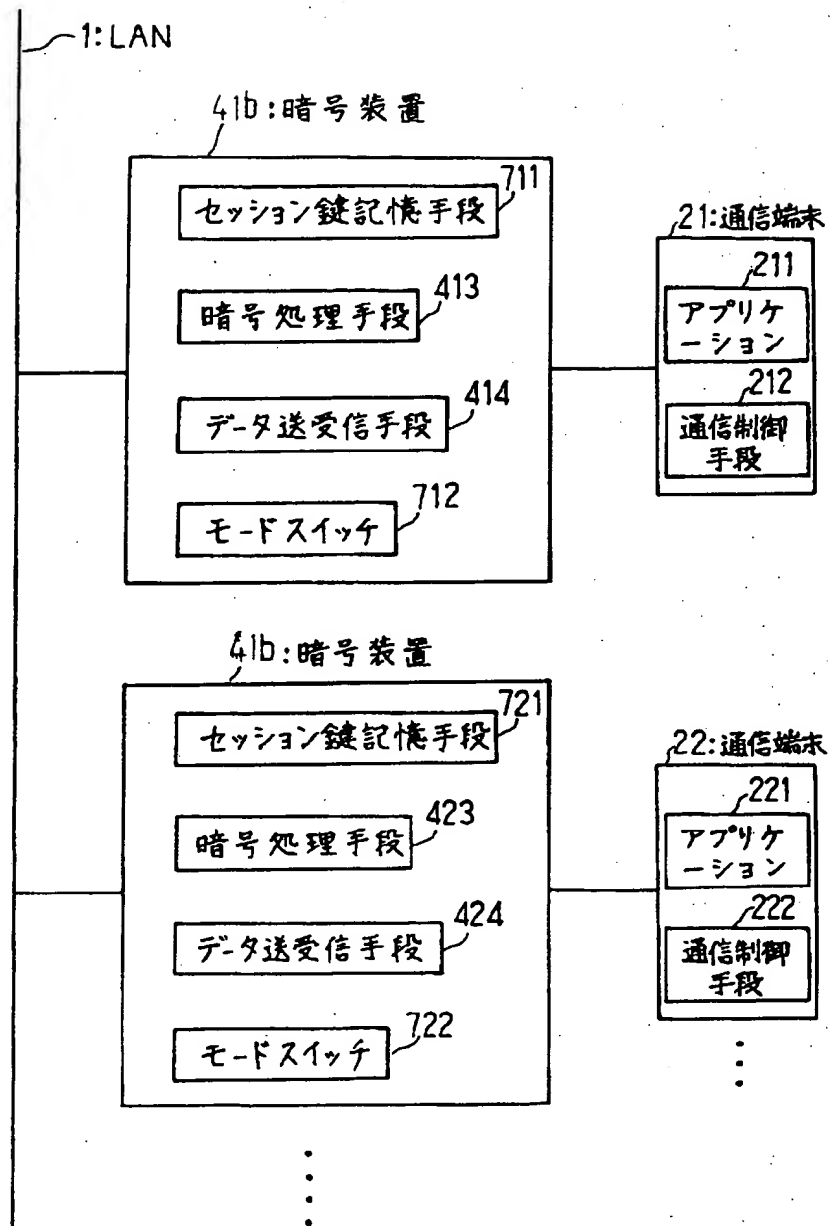 1:LAN
41b:暗号装置
711
セッション鍵記憶手段
413
暗号処理手段
414
データ送受信手段
712
モードスイッチ
21:通信端末
211
アプリケ
ーション
212
通信制御
手段
41b:暗号装置
721
セッション鍵記憶手段
423
暗号処理手段
424
データ送受信手段
722
モードスイッチ
22:通信端末
221
アプリケ
ーション
222
通信制御
手段